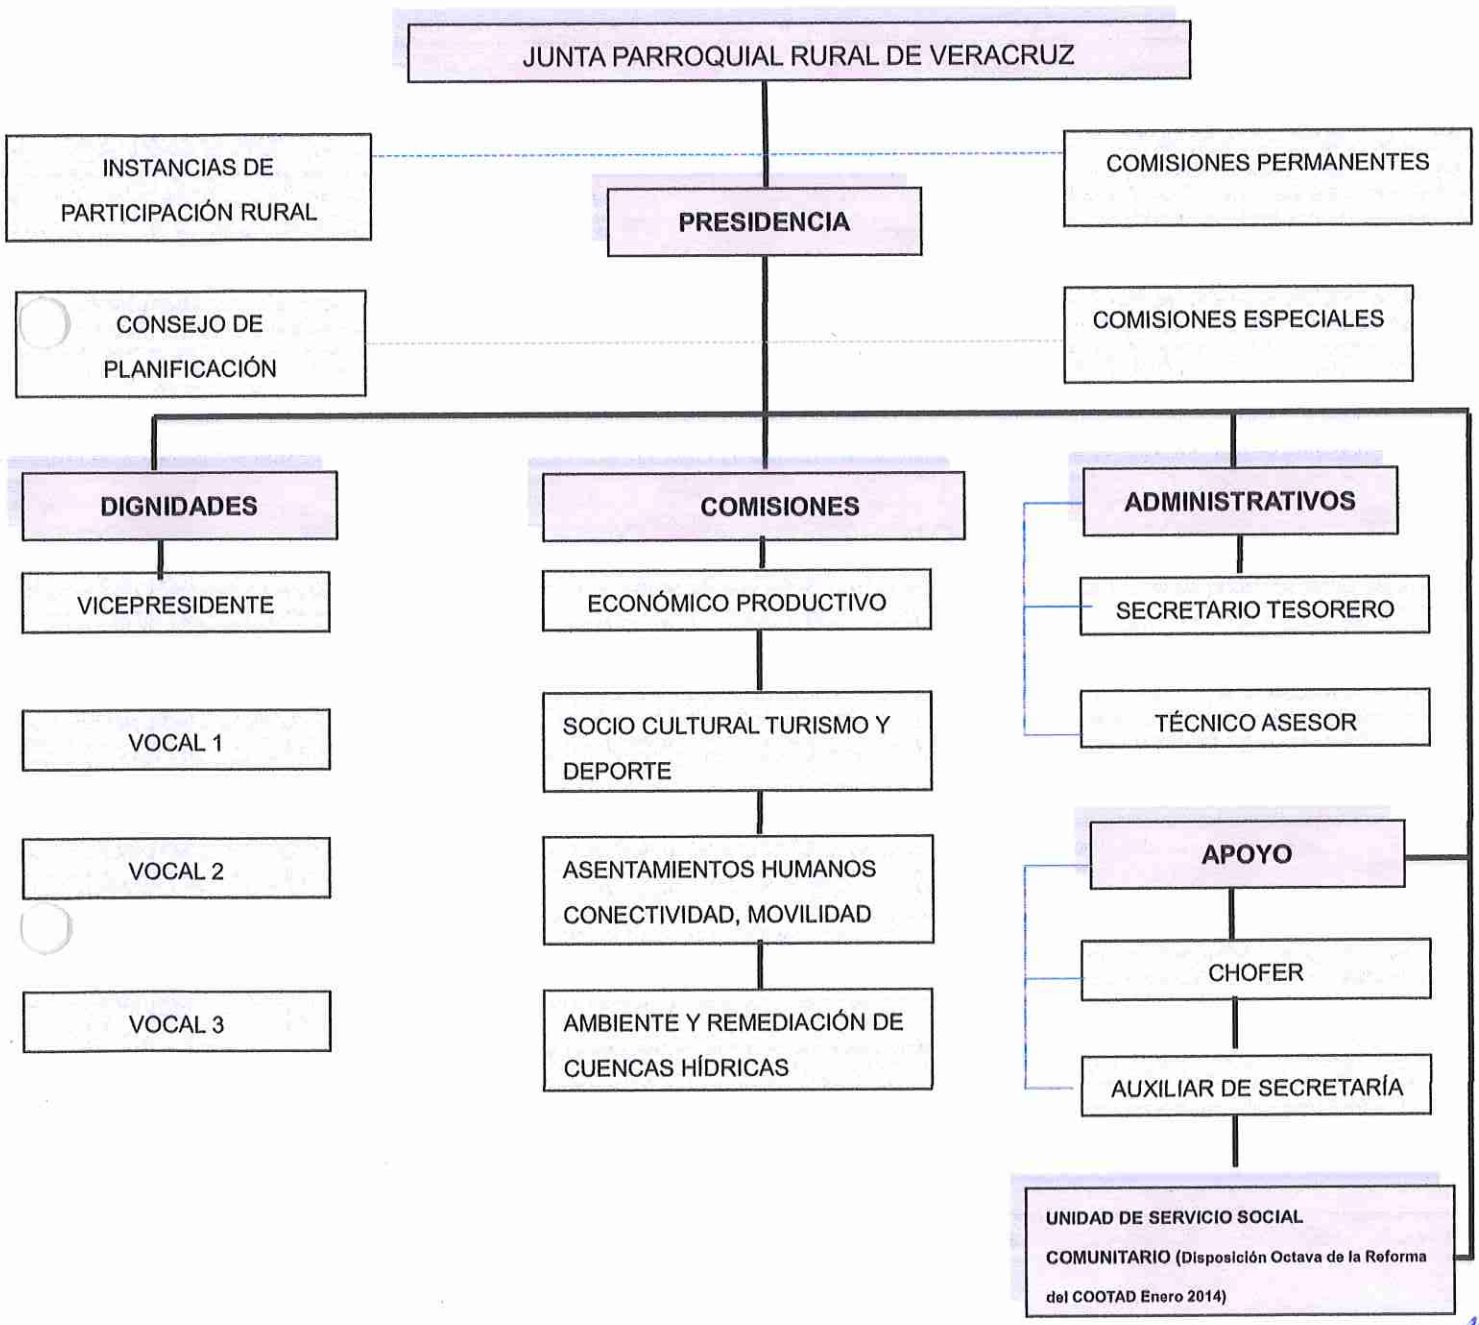 JUNTA PARROQUIAL RURAL DE VERACRUZ
INSTANCIAS DE
PARTICIPACIÓN RURAL
COMISIONES PERMANENTES
PRESIDENCIA
CONSEJO DE
PLANIFICACIÓN
COMISIONES ESPECIALES
DIGNIDADES
VICEPRESIDENTE
VOCAL 1
VOCAL 2
VOCAL 3
COMISIONES
ECONÓMICO PRODUCTIVO
SOCIO CULTURAL TURISMO Y
DEPORTE
ASENTAMIENTOS HUMANOS
CONECTIVIDAD, MOVILIDAD
AMBIENTE Y REMEDIACIÓN DE
CUENCAS HÍDRICAS
ADMINISTRATIVOS
SECRETARIO TESORERO
TÉCNICO ASESOR
APOYO
CHOFER
AUXILIAR DE SECRETARÍA
UNIDAD DE SERVICIO SOCIAL
COMUNITARIO (Disposición Octava de la Reforma
del COOTAD Enero 2014)